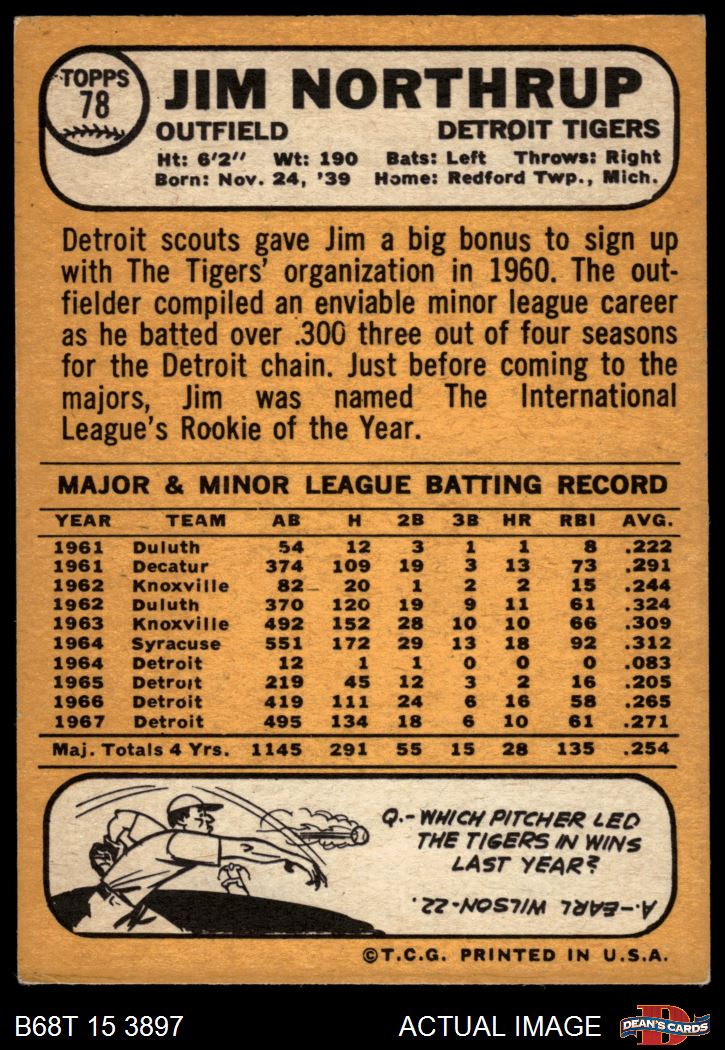 TOPPS
78
JIM NORTHRUP
OUTFIELD DETROIT TIGERS
Ht: 6'2" Wt: 190 Bats: Left Throws: Right
Born: Nov. 24, '39 Home: Redford Twp., Mich.
Detroit scouts gave Jim a big bonus to sign up
with The Tigers' organization in 1960. The out-
fielder compiled an enviable minor league career
as he batted over .300 three out of four seasons
for the Detroit chain. Just before coming to the
majors, Jim was named The International
League's Rookie of the Year.
MAJOR & MINOR LEAGUE BATTING RECORD
YEAR TEAM AB H 2B 3B HR RBI AVG.
1961 Duluth 54 12 3 1 1 8 .222
1961 Decatur 374 109 19 3 13 73 .291
1962 Knoxville 82 20 1 2 2 15 .244
1962 Duluth 370 120 19 9 11 61 .324
1963 Knoxville 492 152 28 10 10 66 .309
1964 Syracuse 551 172 29 13 18 92 .312
1964 Detroit 12 1 1 0 0 0 .083
1965 Detroit 219 45 12 3 2 16 .205
1966 Detroit 419 111 24 6 16 58 .265
1967 Detroit 495 134 18 6 10 61 .271
Maj. Totals 4 Yrs. 1145 291 55 15 28 135 .254
Q.- WHICH PITCHER LED
THE TIGERS IN WINS
LAST YEAR?
A.- EARL WILSON-22.
©T.C.G. PRINTED IN U.S.A.
B68T 15 3897 ACTUAL IMAGE
D
DEAN'S CARDS